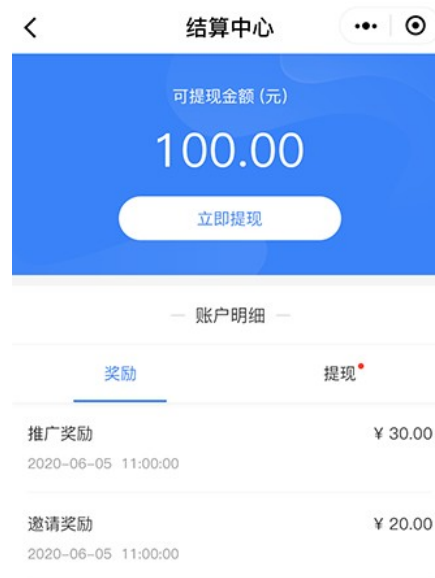 结算中心
可提现金额 (元)
100.00
立即提现
账户明细
奖励
提现
推广奖励
¥ 30.00
2020-06-05 11:00:00
邀请奖励
¥ 20.00
2020-06-05 11:00:00